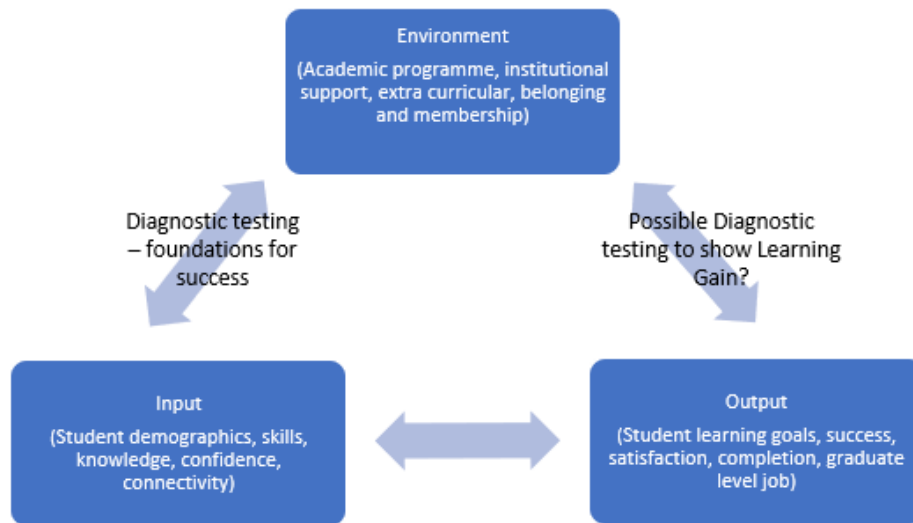 Environment
(Academic programme, institutional
support, extra curricular, belonging
and membership)
Diagnostic testing
– foundations for
success
Possible Diagnostic
testing to show Learning
Gain?
Input
(Student demographics, skills,
knowledge, confidence,
connectivity)
Output
(Student learning goals, success,
satisfaction, completion, graduate
level job)